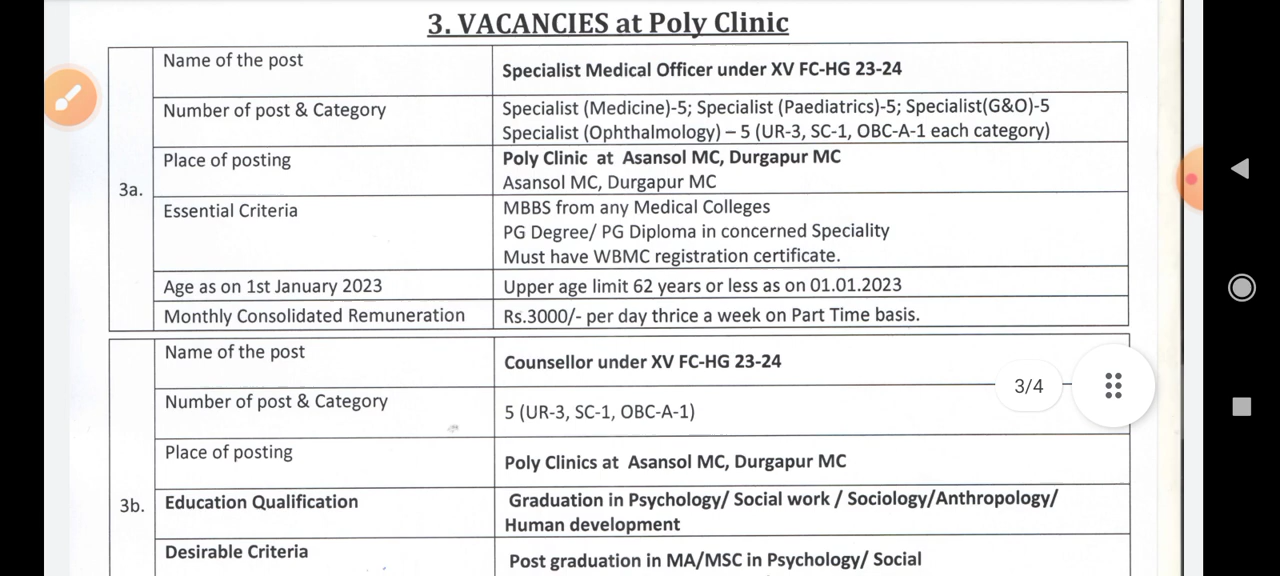 3. VACANCIES at Poly Clinic
3a.
Name of the post
Specialist Medical Officer under XV FC-HG 23-24
Number of post & Category
Specialist (Medicine)-5; Specialist (Paediatrics)-5; Specialist(G&O)-5
Specialist (Ophthalmology) – 5 (UR-3, SC-1, OBC-A-1 each category)
Place of posting
Poly Clinic at Asansol MC, Durgapur MC
Asansol MC, Durgapur MC
Essential Criteria
MBBS from any Medical Colleges
PG Degree/ PG Diploma in concerned Speciality
Must have WBMC registration certificate.
Age as on 1st January 2023
Upper age limit 62 years or less as on 01.01.2023
Monthly Consolidated Remuneration
Rs.3000/- per day thrice a week on Part Time basis.
3b.
Name of the post
Counsellor under XV FC-HG 23-24
3/4
Number of post & Category
5 (UR-3, SC-1, OBC-A-1)
Place of posting
Poly Clinics at Asansol MC, Durgapur MC
Education Qualification
Graduation in Psychology/ Social work / Sociology/Anthropology/
Human development
Desirable Criteria
Post graduation in MA/MSC in Psychology/ Social